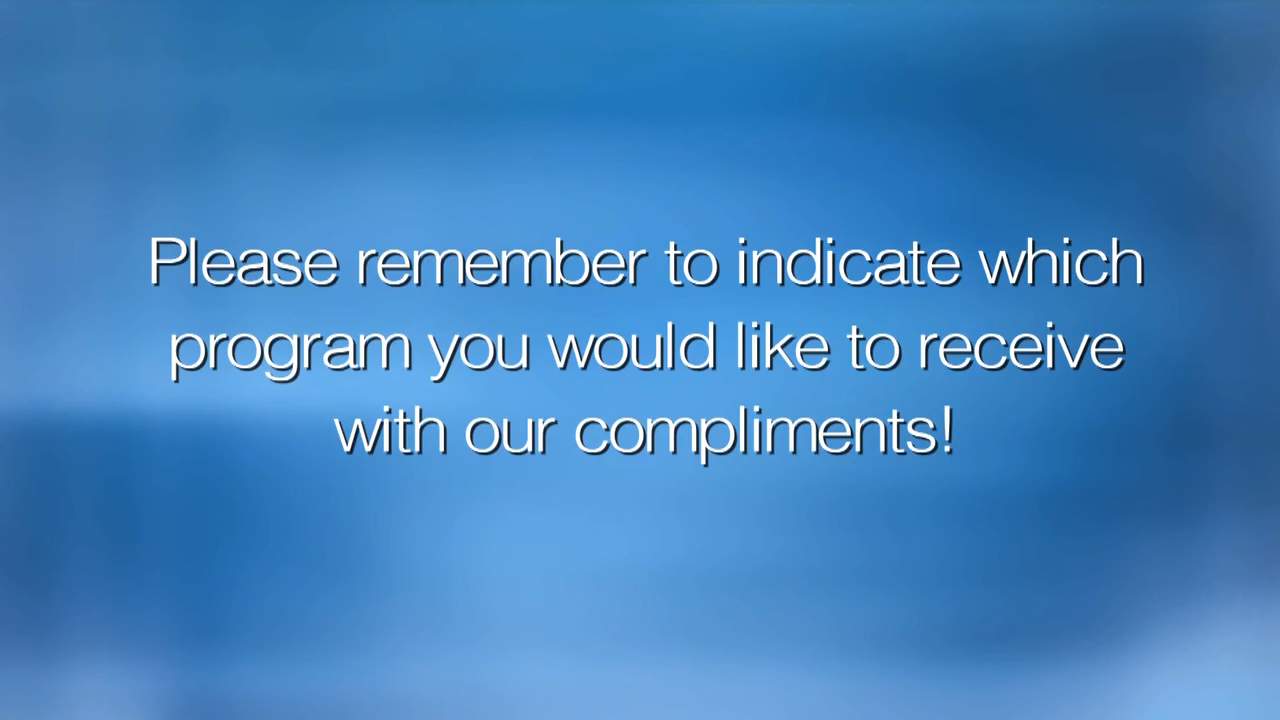 Please remember to indicate which
program you would like to receive
with our compliments!